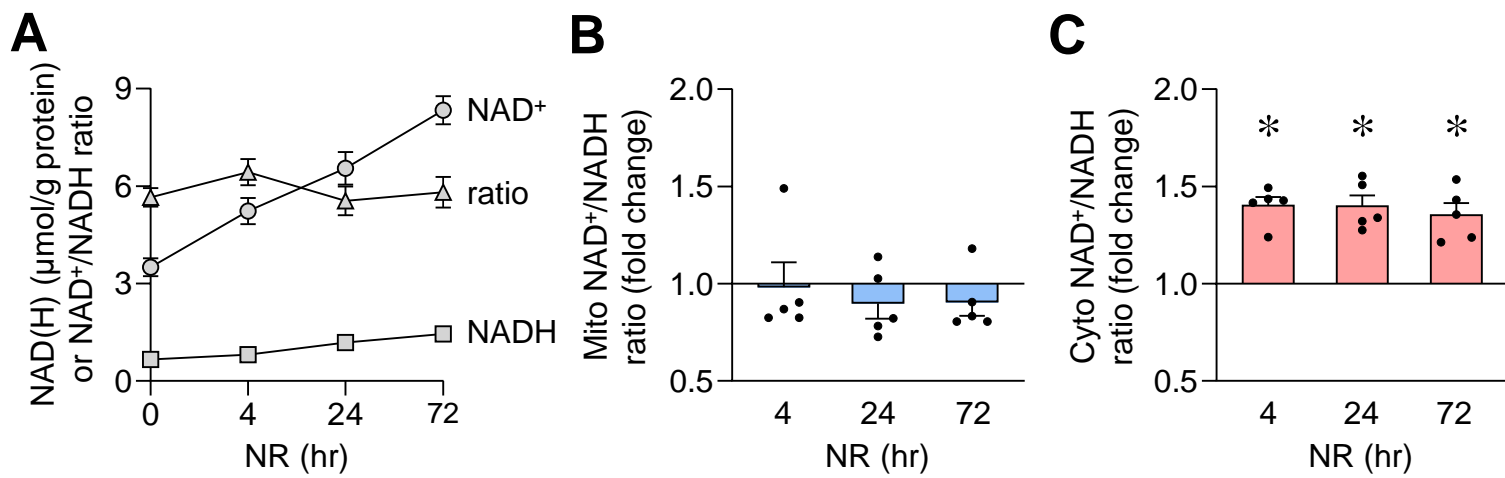 A
NAD(H) (μmol/g protein)
or NAD⁺/NADH ratio
9
6
3
0
NAD⁺
ratio
NADH
0 4 24 72
NR (hr)
B
Mito NAD⁺/NADH
ratio (fold change)
2.0
1.5
1.0
0.5
4 24 72
NR (hr)
C
Cyto NAD⁺/NADH
ratio (fold change)
2.0
1.5
1.0
0.5
* * *
4 24 72
NR (hr)